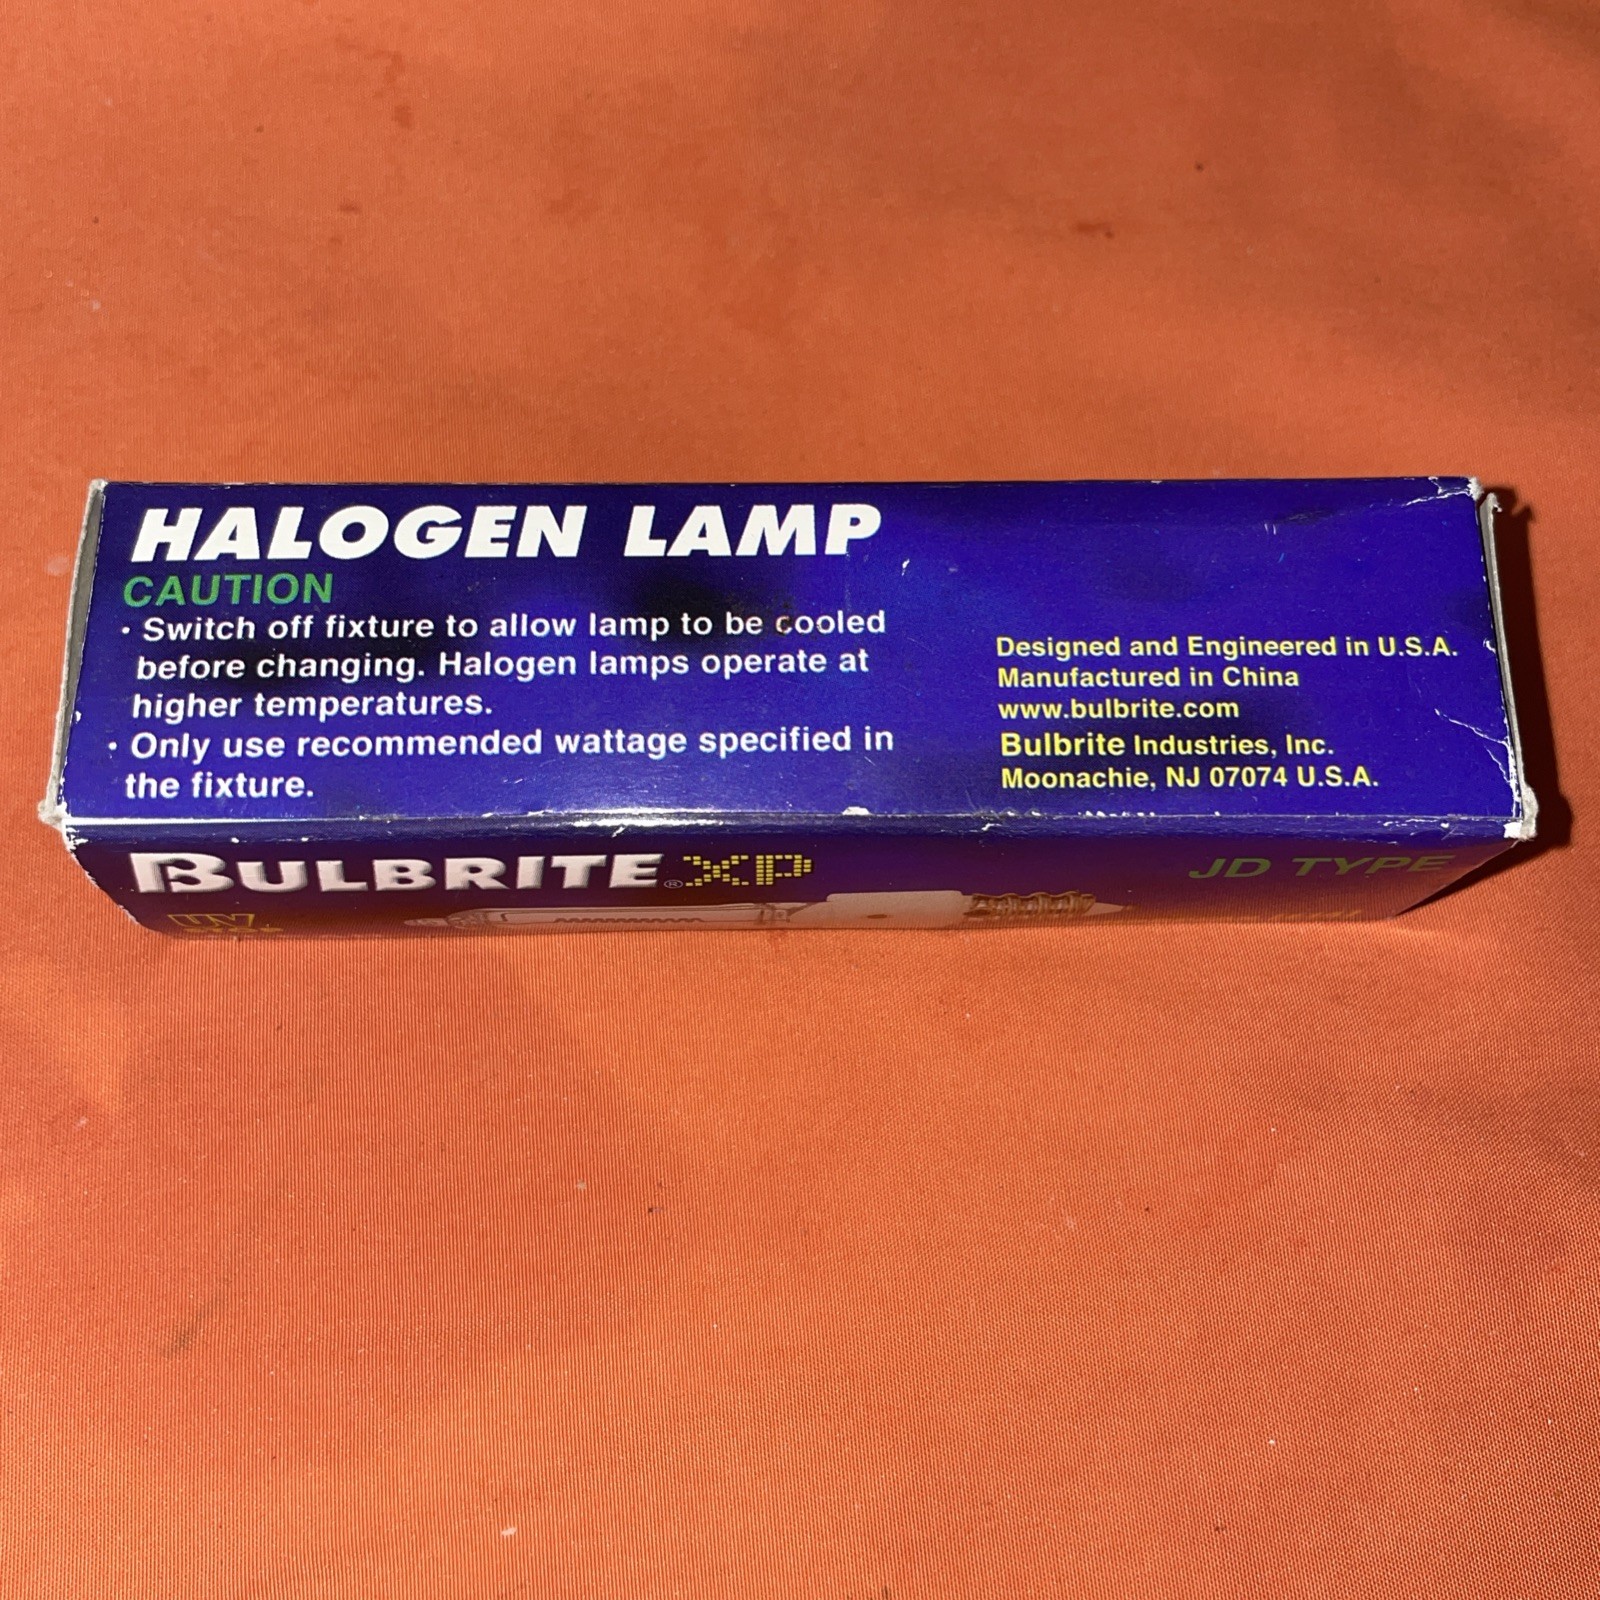 HALOGEN LAMP
CAUTION
· Switch off fixture to allow lamp to be cooled
before changing. Halogen lamps operate at
higher temperatures.
· Only use recommended wattage specified in
the fixture.
Designed and Engineered in U.S.A.
Manufactured in China
www.bulbrite.com
Bulbrite Industries, Inc.
Moonachie, NJ 07074 U.S.A.
BULBRITE® XP
JD TYPE
UV